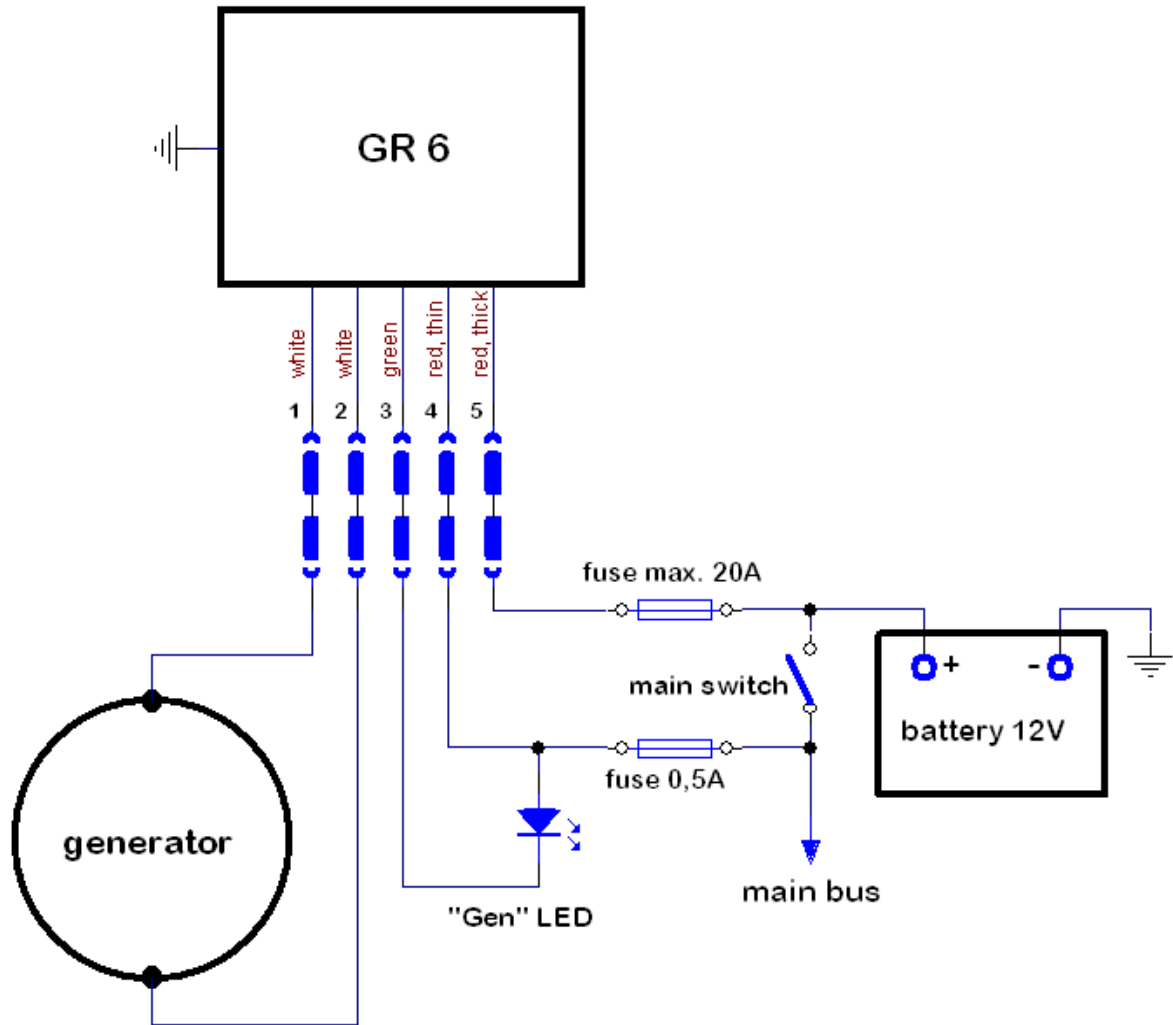 GR 6
white
white
green
red, thin
red, thick
1
2
3
4
5
fuse max. 20A
main switch
+
-
battery 12V
fuse 0,5A
generator
main bus
"Gen" LED